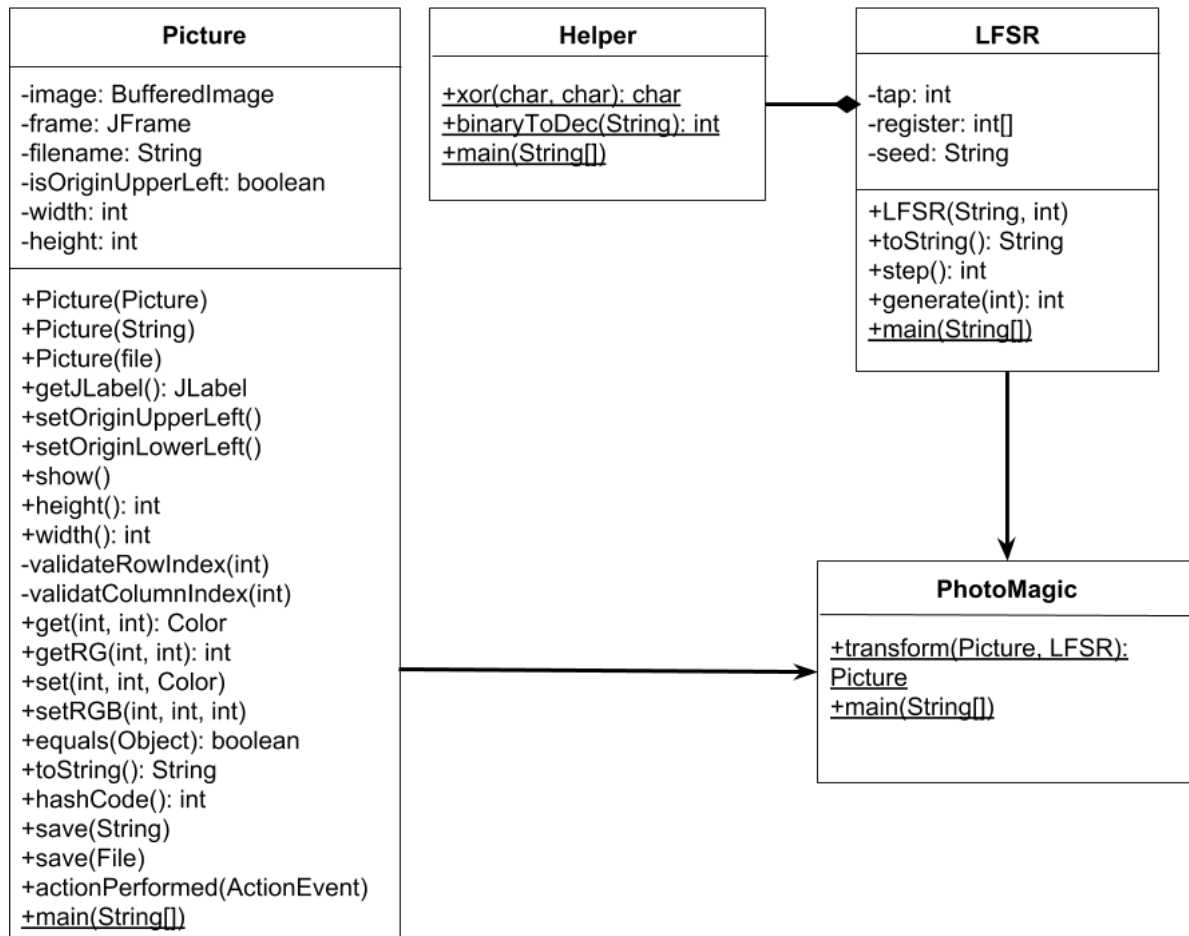 Picture
-image: BufferedImage
-frame: JFrame
-filename: String
-isOriginUpperLeft: boolean
-width: int
-height: int
+Picture(Picture)
+Picture(String)
+Picture(file)
+getJLabel(): JLabel
+setOriginUpperLeft()
+setOriginLowerLeft()
+show()
+height(): int
+width(): int
-validateRowIndex(int)
-validatColumnIndex(int)
+get(int, int): Color
+getRG(int, int): int
+set(int, int, Color)
+setRGB(int, int, int)
+equals(Object): boolean
+toString(): String
+hashCode(): int
+save(String)
+save(File)
+actionPerformed(ActionEvent)
+main(String[])
Helper
+xor(char, char): char
+binaryToDec(String): int
+main(String[])
LFSR
-tap: int
-register: int[]
-seed: String
+LFSR(String, int)
+toString(): String
+step(): int
+generate(int): int
+main(String[])
PhotoMagic
+transform(Picture, LFSR):
Picture
+main(String[])